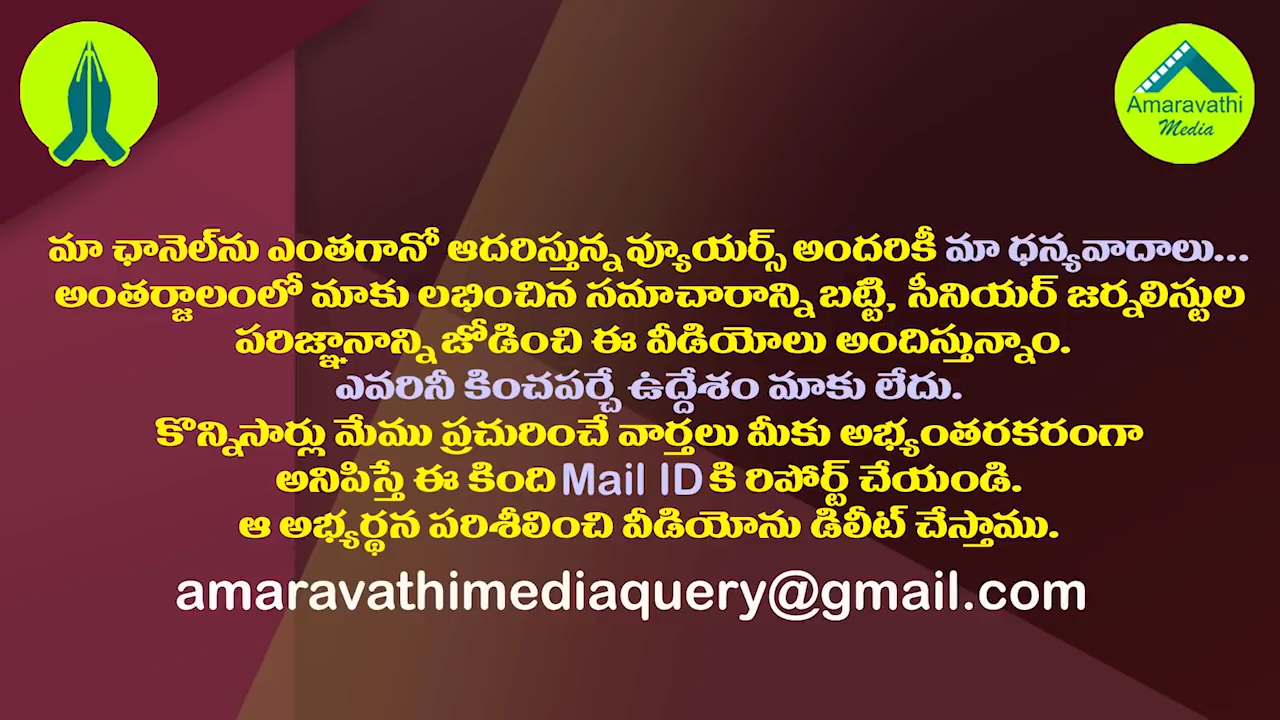 Amaravathi
Media
మా ఛానెల్‌ను ఎంతగానో ఆదరిస్తున్న వ్యూయర్స్ అందరికీ మా ధన్యవాదాలు...
అంతర్జాలంలో మాకు లభించిన సమాచారాన్ని బట్టి, సీనియర్ జర్నలిస్టుల
పరిజ్ఞానాన్ని జోడించి ఈ వీడియోలు అందిస్తున్నాం.
ఎవరినీ కించపర్చే ఉద్దేశం మాకు లేదు.
కొన్నిసార్లు మేము ప్రచురించే వార్తలు మీకు అభ్యంతరకరంగా
అనిపిస్తే ఈ కింది Mail ID కి రిపోర్ట్ చేయండి.
ఆ అభ్యర్థన పరిశీలించి వీడియోను డిలీట్ చేస్తాము.
amaravathimediaquery@gmail.com